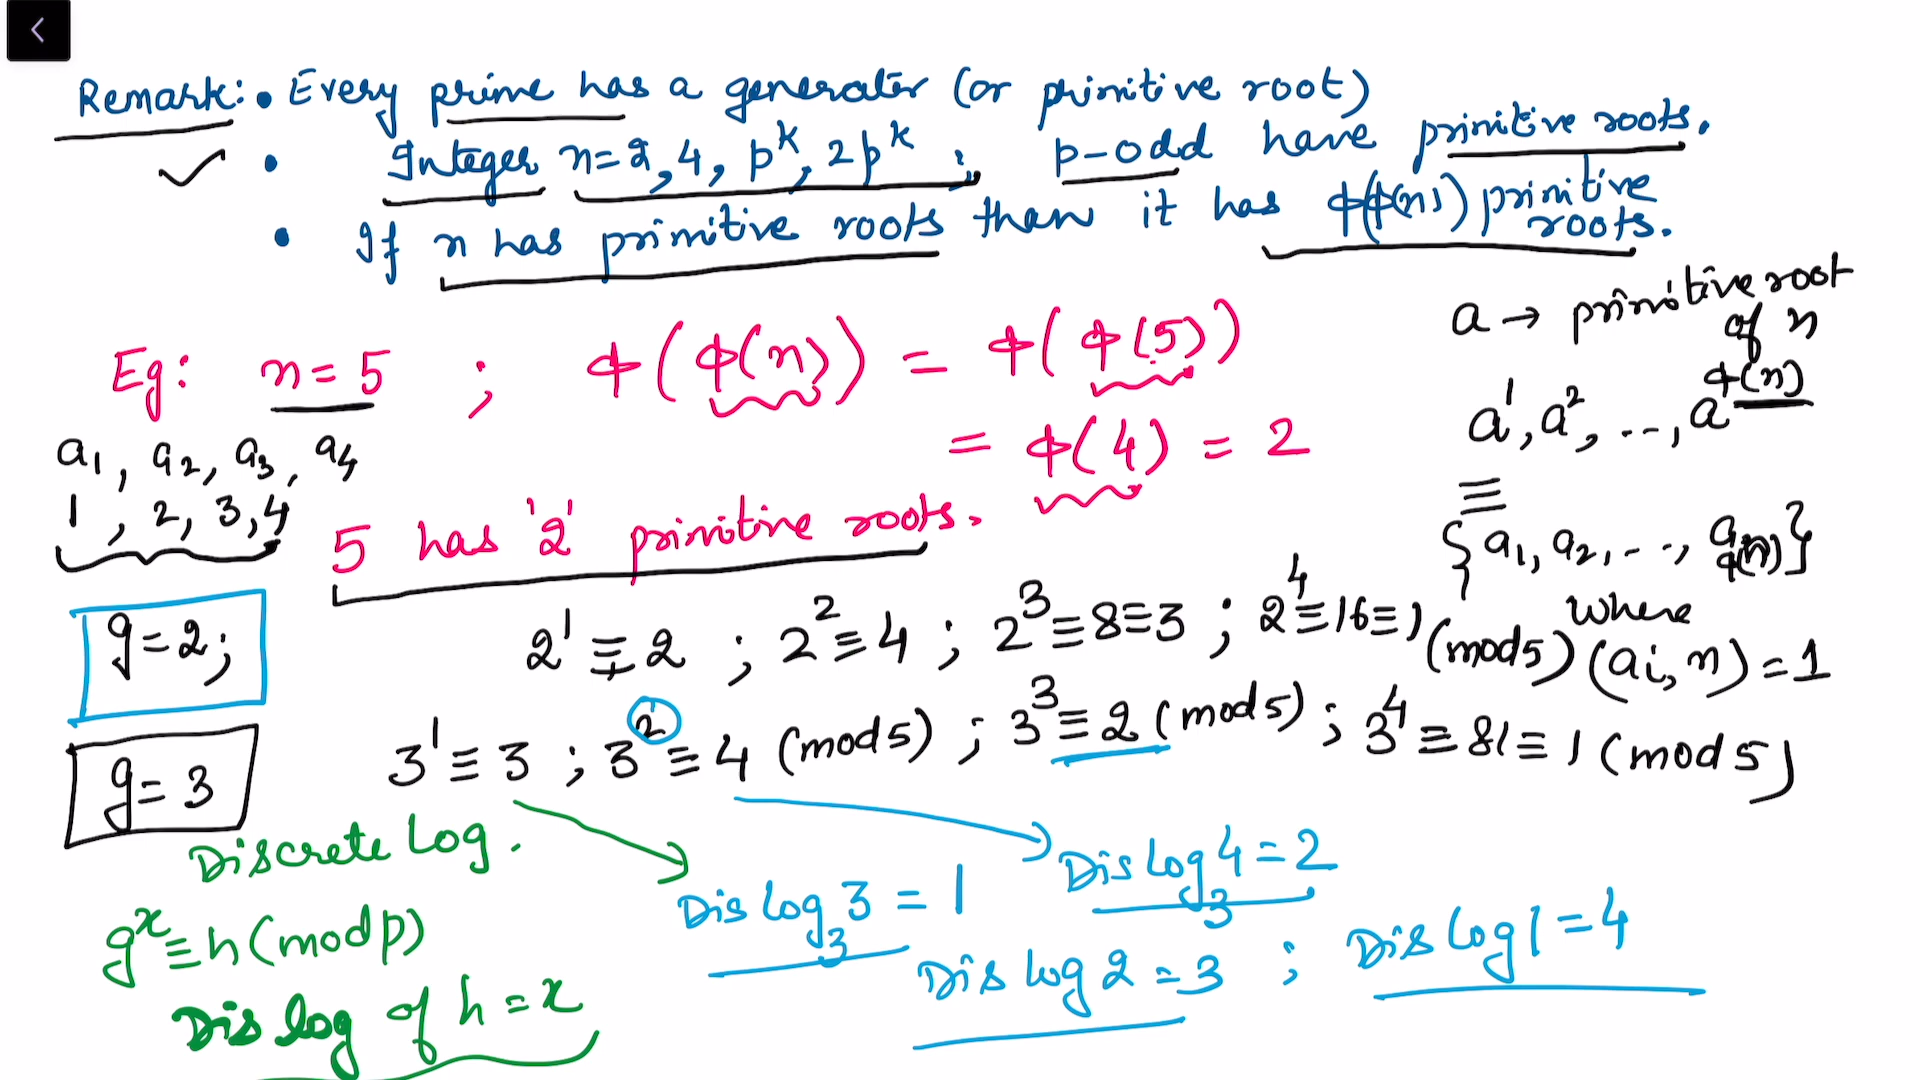 Remark: • Every prime has a generator (or primitive root)
• Integer n=2, 4, p^k, 2p^k ; p-odd have primitive roots.
• If n has primitive roots than it has ϕ(ϕ(n)) primitive roots.
a → primitive root of n
Eg: n = 5 ; ϕ(ϕ(n)) = ϕ(ϕ(5))
= ϕ(4) = 2
a^1, a^2, ..., a^ϕ(n)
≡
{a1, a2, ..., aϕ(n)}
where
(ai, n) = 1
a1, a2, a3, a4
1, 2, 3, 4
5 has '2' primitive roots.
g=2;
2^1 ≡ 2 ; 2^2 ≡ 4 ; 2^3 ≡ 8 ≡ 3 ; 2^4 ≡ 16 ≡ 1 (mod 5)
g=3
3^1 ≡ 3 ; 3^2 ≡ 4 (mod 5) ; 3^3 ≡ 2 (mod 5) ; 3^4 ≡ 81 ≡ 1 (mod 5)
Discrete Log.
g^x ≡ h (mod p)
Dis log of h = x
Dis log_3 3 = 1
Dis log_3 4 = 2
Dis log 2 = 3 ; Dis log 1 = 4